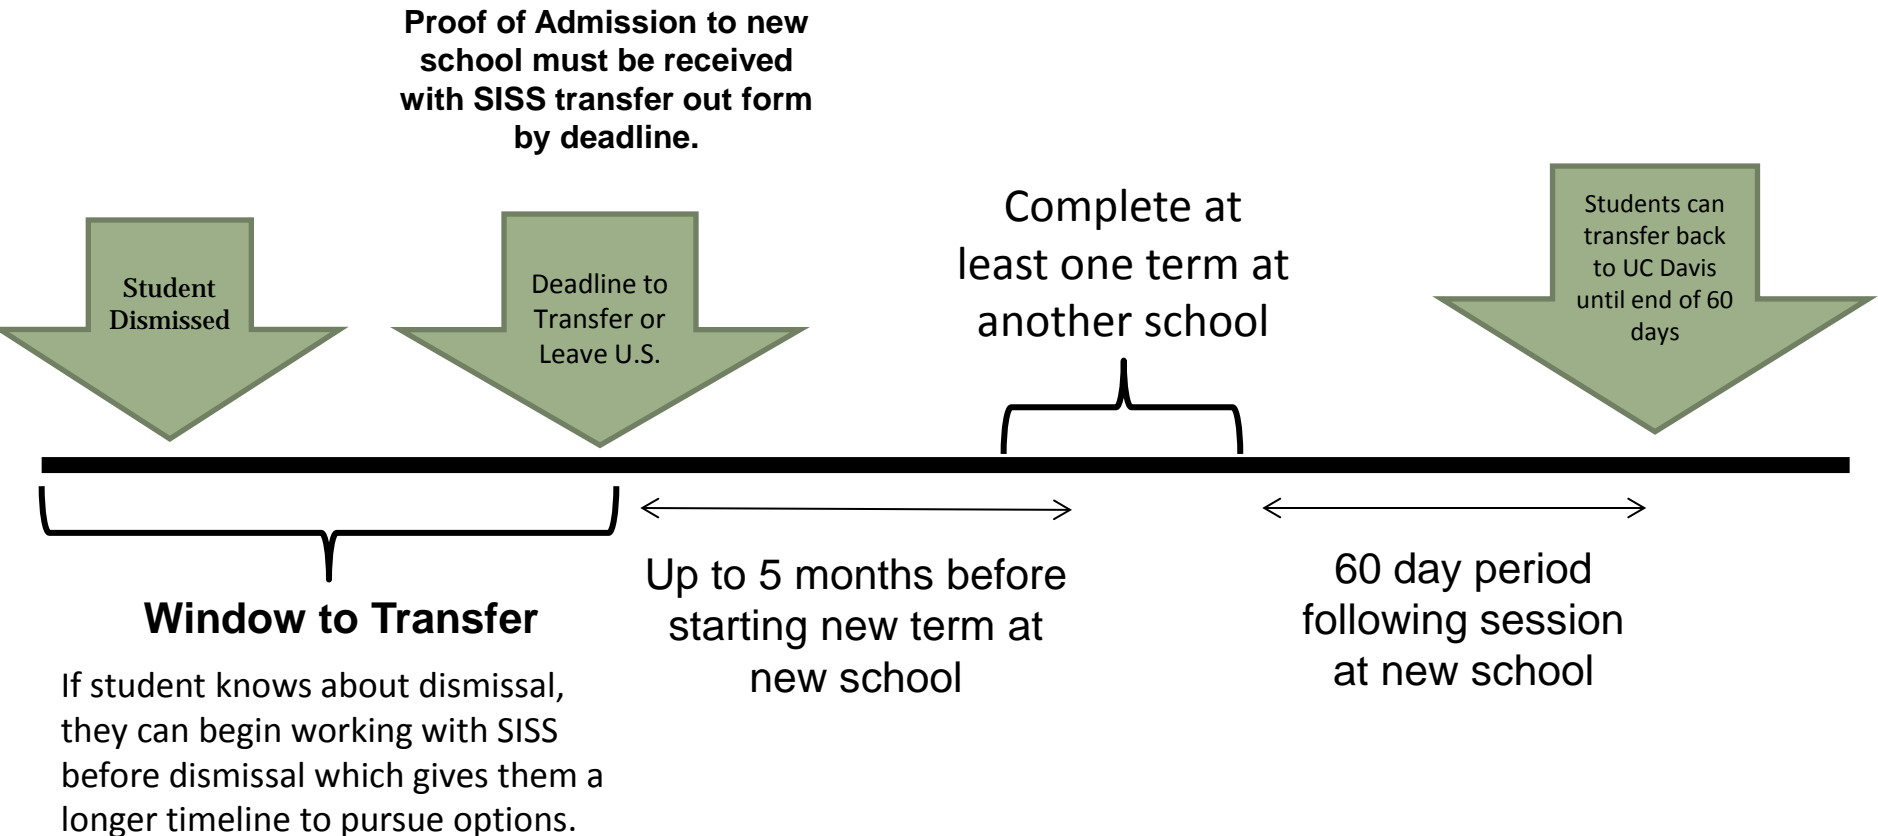 Proof of Admission to new
school must be received
with SISS transfer out form
by deadline.
Student
Dismissed
Deadline to
Transfer or
Leave U.S.
Complete at
least one term at
another school
Students can
transfer back
to UC Davis
until end of 60
days
Window to Transfer
If student knows about dismissal,
they can begin working with SISS
before dismissal which gives them a
longer timeline to pursue options.
Up to 5 months before
starting new term at
new school
60 day period
following session
at new school